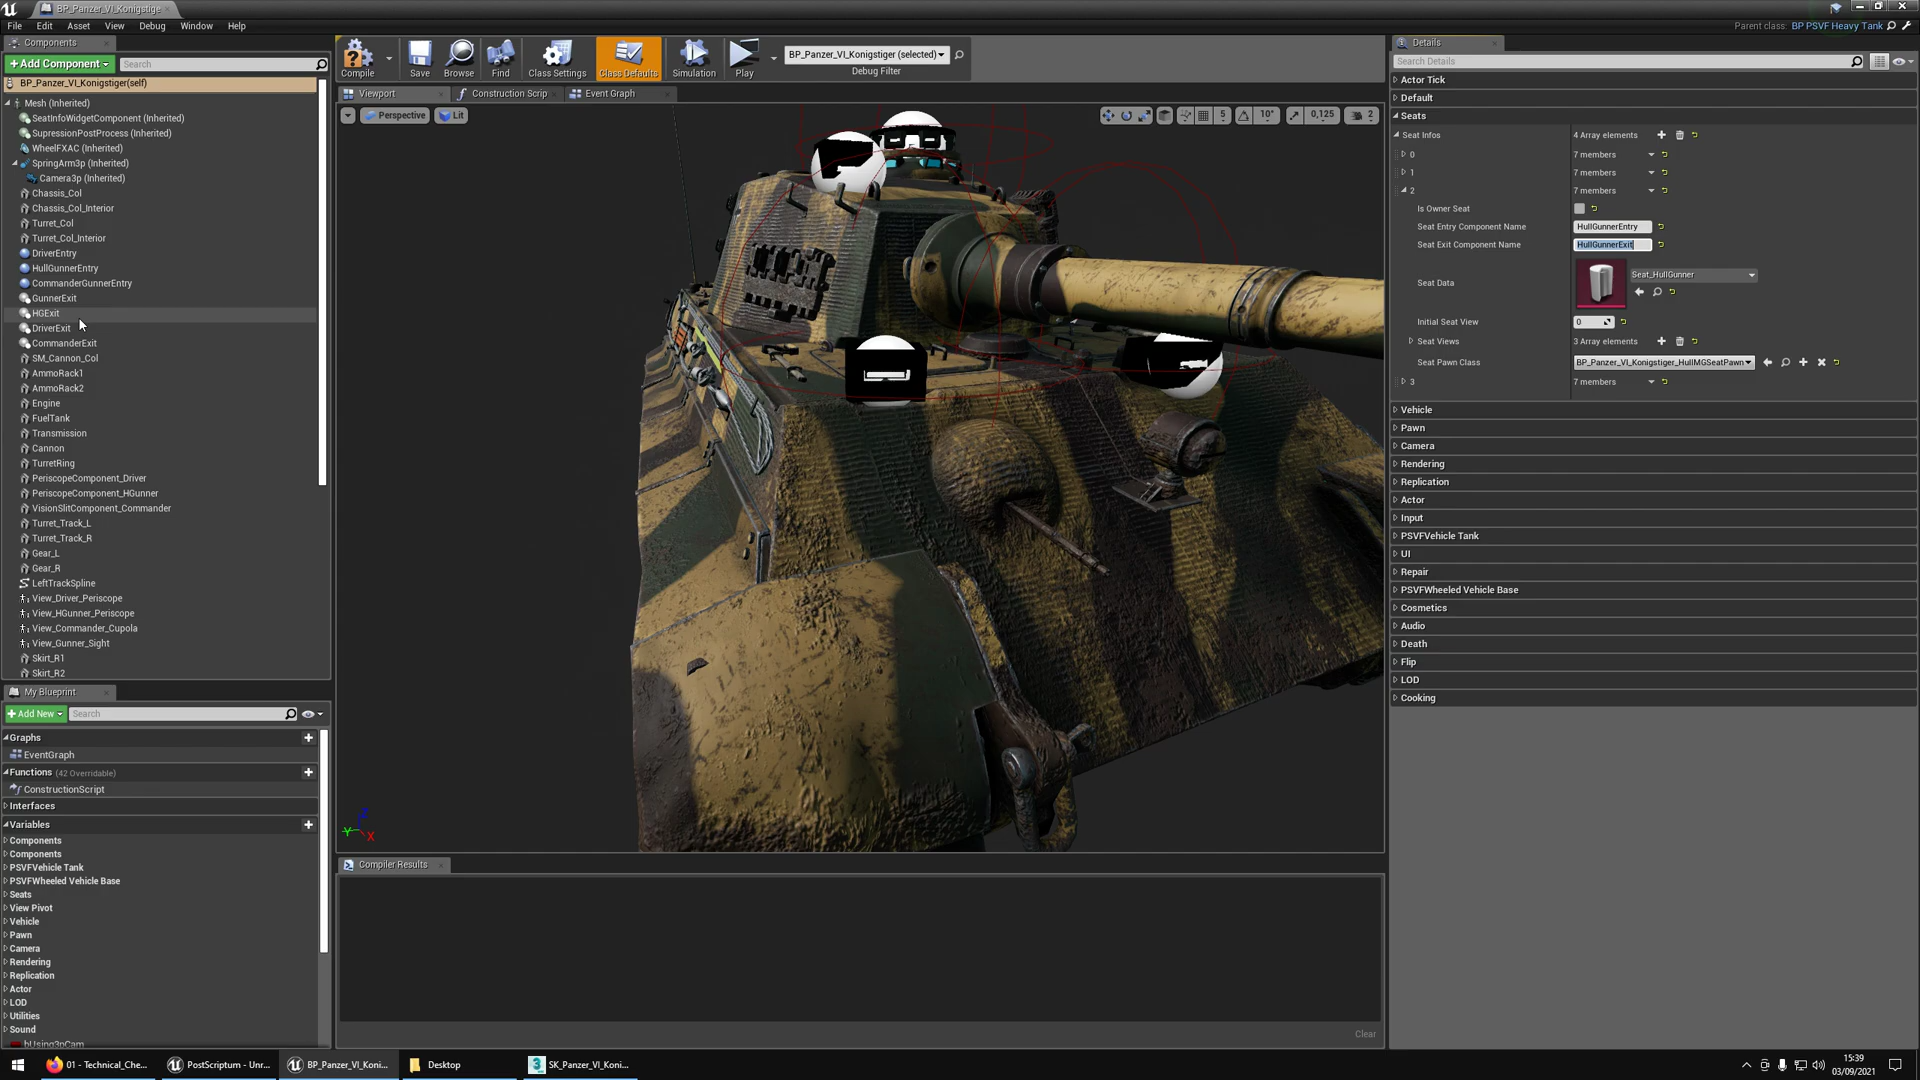 BP_Panzer_VI_Konigstige
File Edit Asset View Debug Window Help
Parent class: BP PSVF Heavy Tank
Components
+Add Component
Search
BP_Panzer_VI_Konigstiger(self)
Mesh (Inherited)
SeatInfoWidgetComponent (Inherited)
SupressionPostProcess (Inherited)
WheelFXAC (Inherited)
SpringArm3p (Inherited)
Camera3p (Inherited)
Chassis_Col
Chassis_Col_Interior
Turret_Col
Turret_Col_Interior
DriverEntry
HullGunnerEntry
CommanderGunnerEntry
GunnerExit
HGExit
DriverExit
CommanderExit
SM_Cannon_Col
AmmoRack1
AmmoRack2
Engine
FuelTank
Transmission
Cannon
TurretRing
PeriscopeComponent_Driver
PeriscopeComponent_HGunner
VisionSlitComponent_Commander
Turret_Track_L
Turret_Track_R
Gear_L
Gear_R
LeftTrackSpline
View_Driver_Periscope
View_HGunner_Periscope
View_Commander_Cupola
View_Gunner_Sight
Skirt_R1
Skirt_R2
My Blueprint
+Add New
Search
Graphs
EventGraph
Functions (42 Overridable)
ConstructionScript
Interfaces
Variables
Components
Components
PSVFVehicle Tank
PSVFWheeled Vehicle Base
Seats
View Pivot
Vehicle
Pawn
Camera
Rendering
Replication
Actor
LOD
Utilities
Sound
bUsing3pCam
Compile
Save
Browse
Find
Class Settings
Class Defaults
Simulation
Play
BP_Panzer_VI_Konigstiger (selected)
Debug Filter
Viewport
Construction Scrip
Event Graph
Perspective
Lit
5
10°
0,125
2
Z
Y
X
Compiler Results
Clear
Details
Search Details
Actor Tick
Default
Seats
Seat Infos 4 Array elements
0 7 members
1 7 members
2 7 members
Is Owner Seat
Seat Entry Component Name HullGunnerEntry
Seat Exit Component Name HullGunnerExit
Seat Data Seat_HullGunner
Initial Seat View 0
Seat Views 3 Array elements
Seat Pawn Class BP_Panzer_VI_Konigstiger_HullMGSeatPawn
3 7 members
Vehicle
Pawn
Camera
Rendering
Replication
Actor
Input
PSVFVehicle Tank
UI
Repair
PSVFWheeled Vehicle Base
Cosmetics
Audio
Death
Flip
LOD
Cooking
01 - Technical_Che...
PostScriptum - Unr...
BP_Panzer_VI_Koni...
Desktop
SK_Panzer_VI_Koni...
15:39
03/09/2021